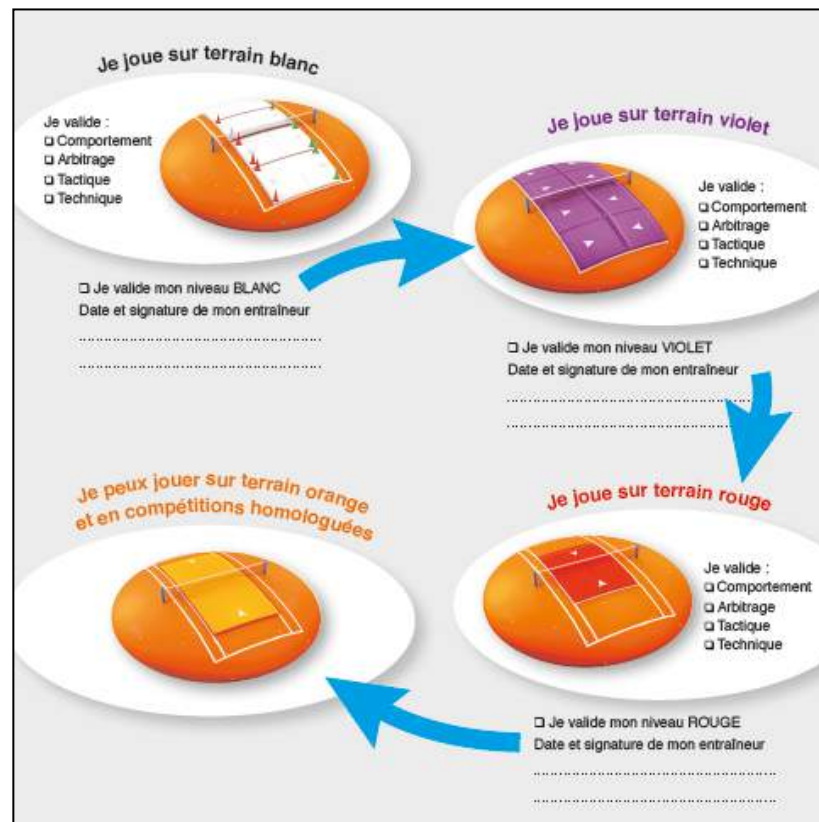 Je joue sur terrain blanc
Je valide :
❑ Comportement
❑ Arbitrage
❑ Tactique
❑ Technique
❑ Je valide mon niveau BLANC
Date et signature de mon entraîneur
Je joue sur terrain violet
Je valide :
❑ Comportement
❑ Arbitrage
❑ Tactique
❑ Technique
❑ Je valide mon niveau VIOLET
Date et signature de mon entraîneur
Je joue sur terrain rouge
Je valide :
❑ Comportement
❑ Arbitrage
❑ Tactique
❑ Technique
❑ Je valide mon niveau ROUGE
Date et signature de mon entraîneur
Je peux jouer sur terrain orange
et en compétitions homologuées